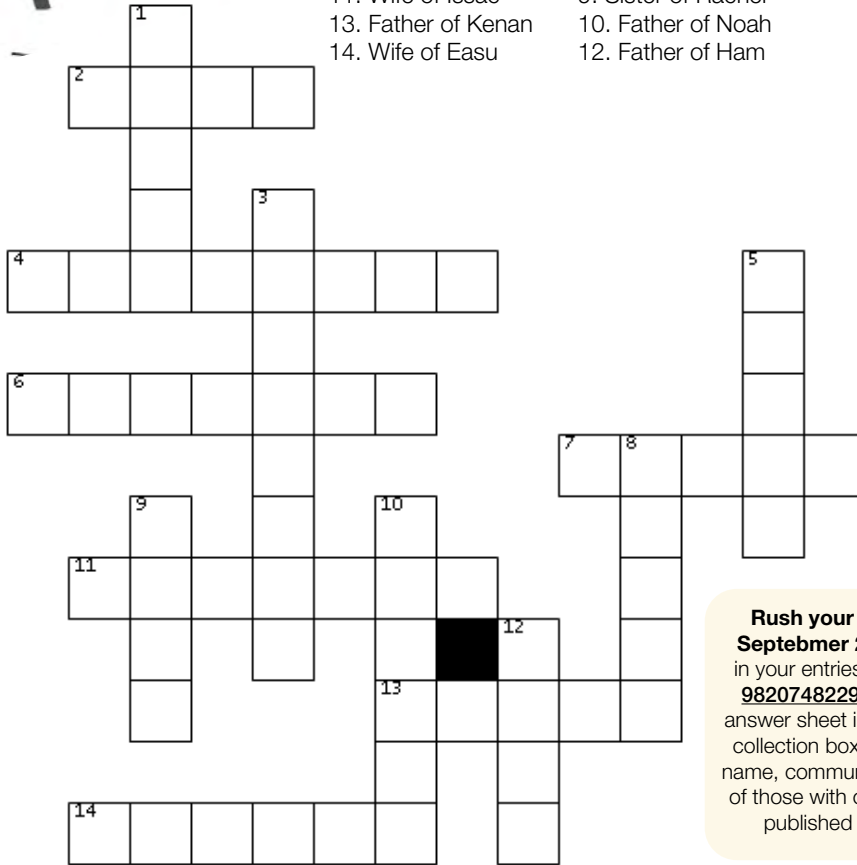 11. Wife of Issac
13. Father of Kenan
14. Wife of Easu
9. Sister of Rachel
10. Father of Noah
12. Father of Ham
1
2
3
4
5
6
7 8
9
10
11
12
13
14
Rush your
Septebmer
in your entries
9820748229
answer sheet i
collection box
name, commu
of those with
published